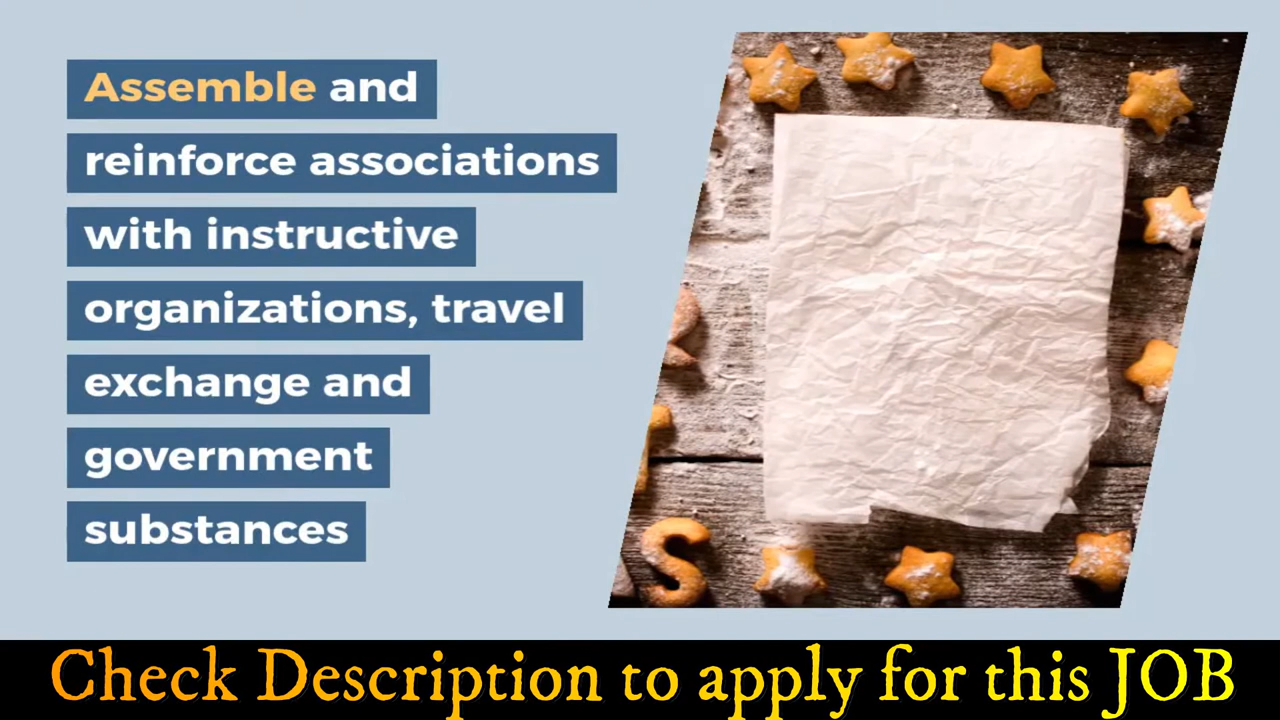 Assemble and
reinforce associations
with instructive
organizations, travel
exchange and
government
substances
S
Check Description to apply for this JOB